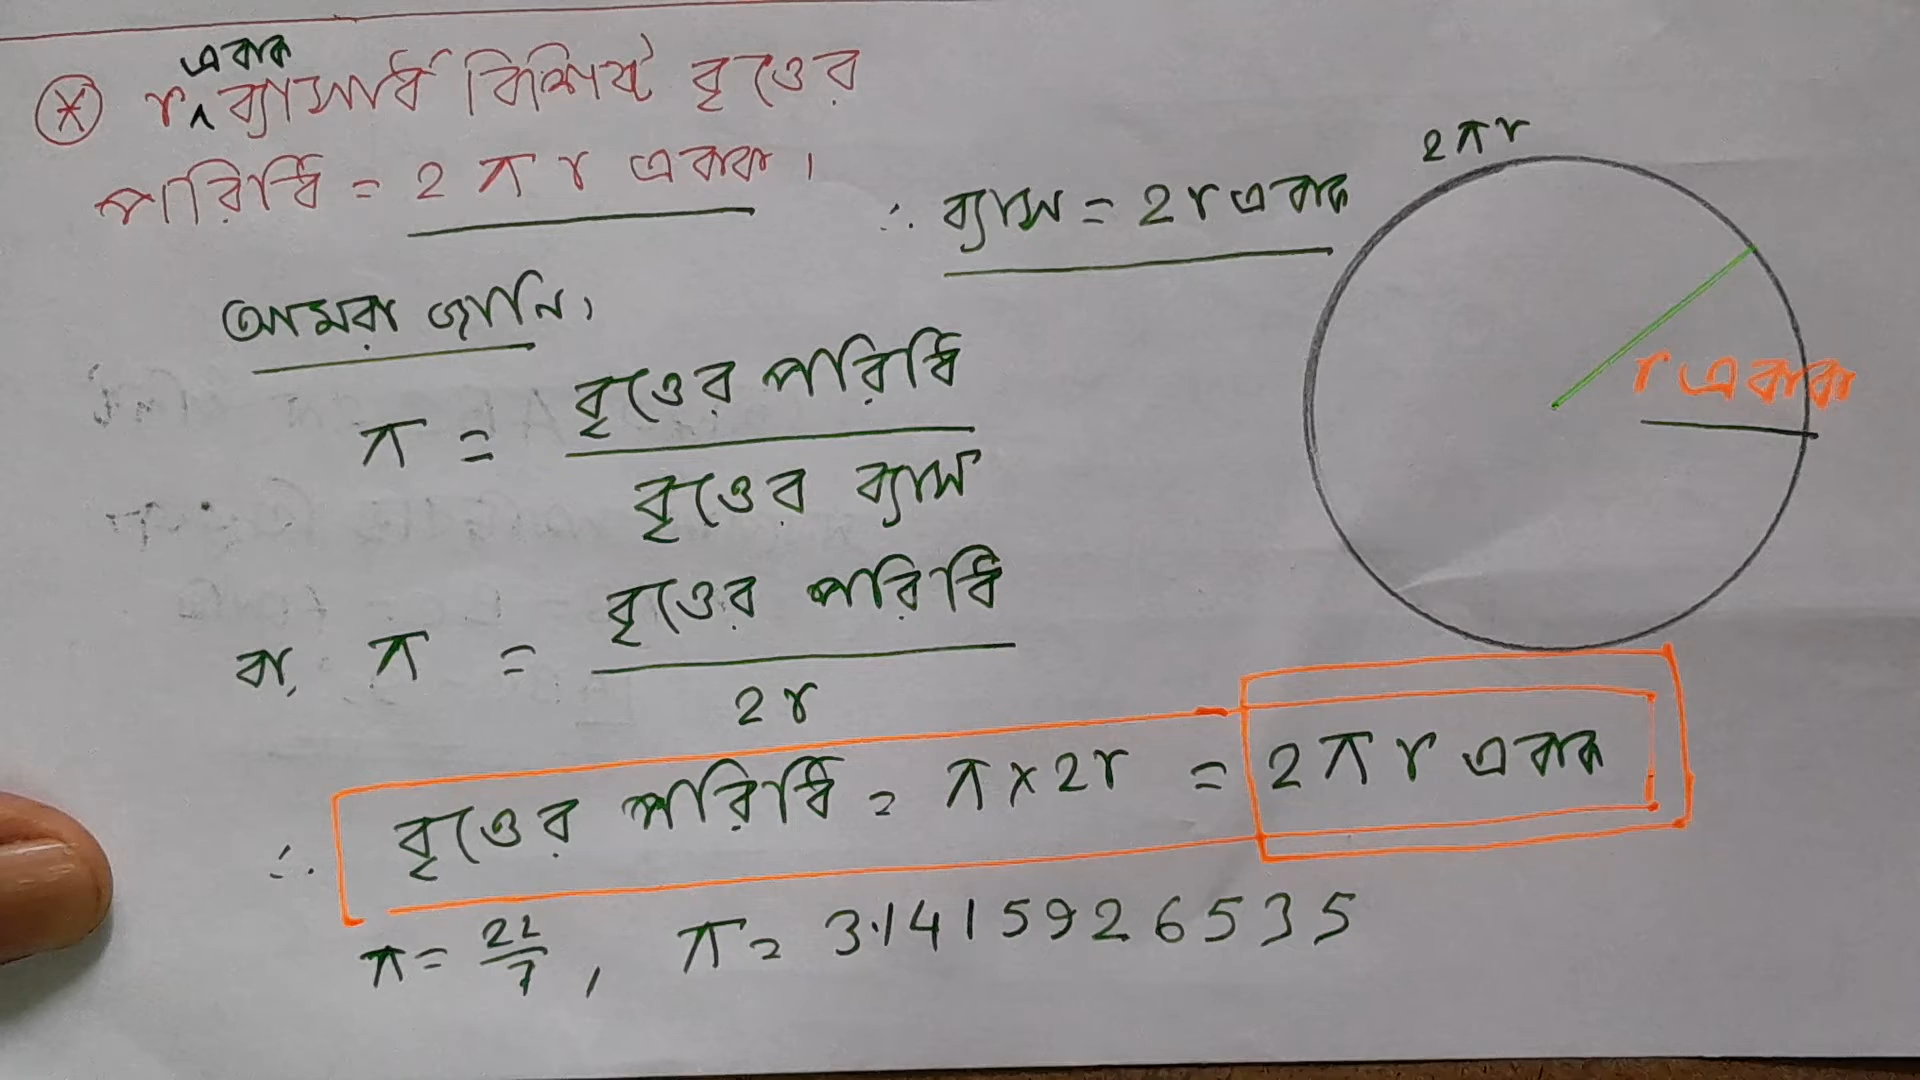 ⊛ r একক ব্যাসার্ধ বিশিষ্ট বৃত্তের
পরিধি = 2 π r একক।
∴ ব্যাস = 2r একক
2πr
r একক
আমরা জানি,
π = বৃত্তের পরিধি / বৃত্তের ব্যাস
বা, π = বৃত্তের পরিধি / 2r
∴ বৃত্তের পরিধি = π × 2r = 2πr একক
π = 22/7 , π = 3.1415926535